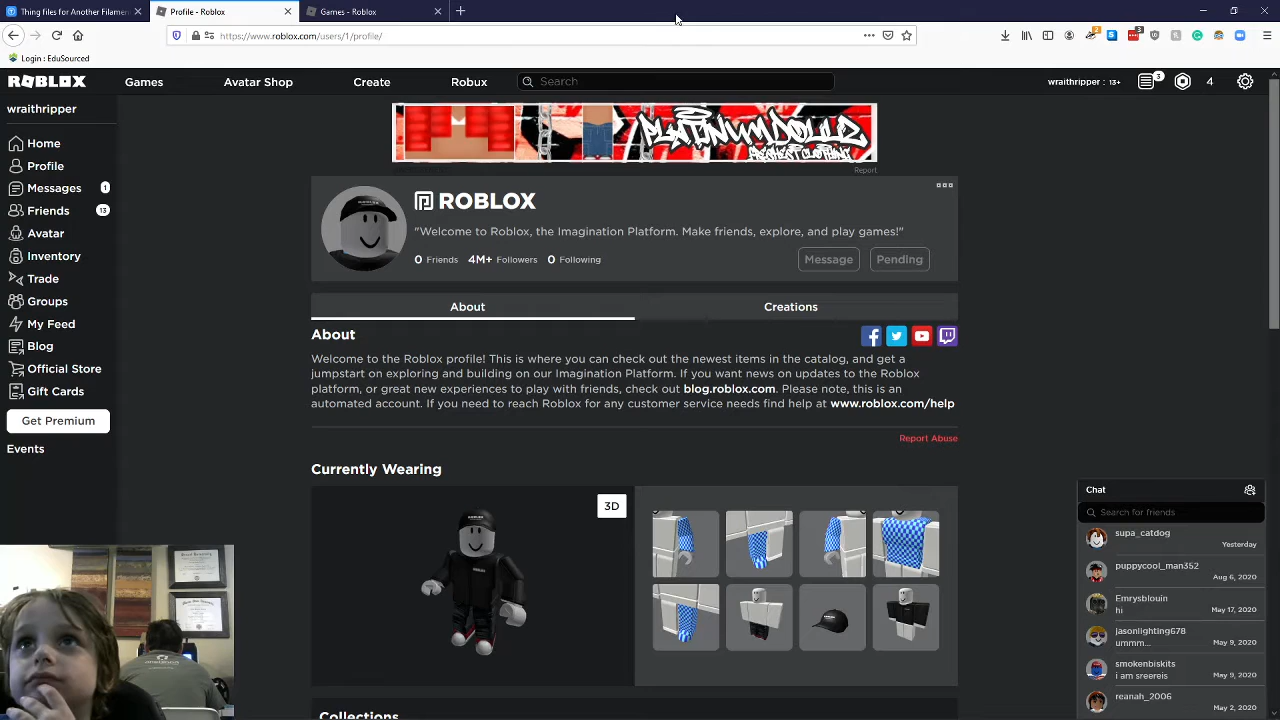 Thing files for Another Filamen
Profile - Roblox
Games - Roblox
https://www.roblox.com/users/1/profile/
Login : EduSourced
ROBLOX
Games
Avatar Shop
Create
Robux
Search
wraithripper : 13+
3
4
wraithripper
Home
Profile
Messages
1
Friends
13
Avatar
Inventory
Trade
Groups
My Feed
Blog
Official Store
Gift Cards
Get Premium
Events
PLATINUM DOLLZ
FRESHEST CLOTHING
Report
ROBLOX
"Welcome to Roblox, the Imagination Platform. Make friends, explore, and play games!"
0 Friends 4M+ Followers 0 Following
Message
Pending
About
Creations
About
Welcome to the Roblox profile! This is where you can check out the newest items in the catalog, and get a
jumpstart on exploring and building on our Imagination Platform. If you want news on updates to the Roblox
platform, or great new experiences to play with friends, check out blog.roblox.com. Please note, this is an
automated account. If you need to reach Roblox for any customer service needs find help at www.roblox.com/help
Report Abuse
Currently Wearing
3D
Collections
Chat
Search for friends
supa_catdog
Yesterday
puppycool_man352
Aug 6, 2020
Emrysblouin
hi
May 17, 2020
jasonlighting678
ummm...
May 9, 2020
smokenbiskits
i am sreereis
May 9, 2020
reanah_2006
May 2, 2020